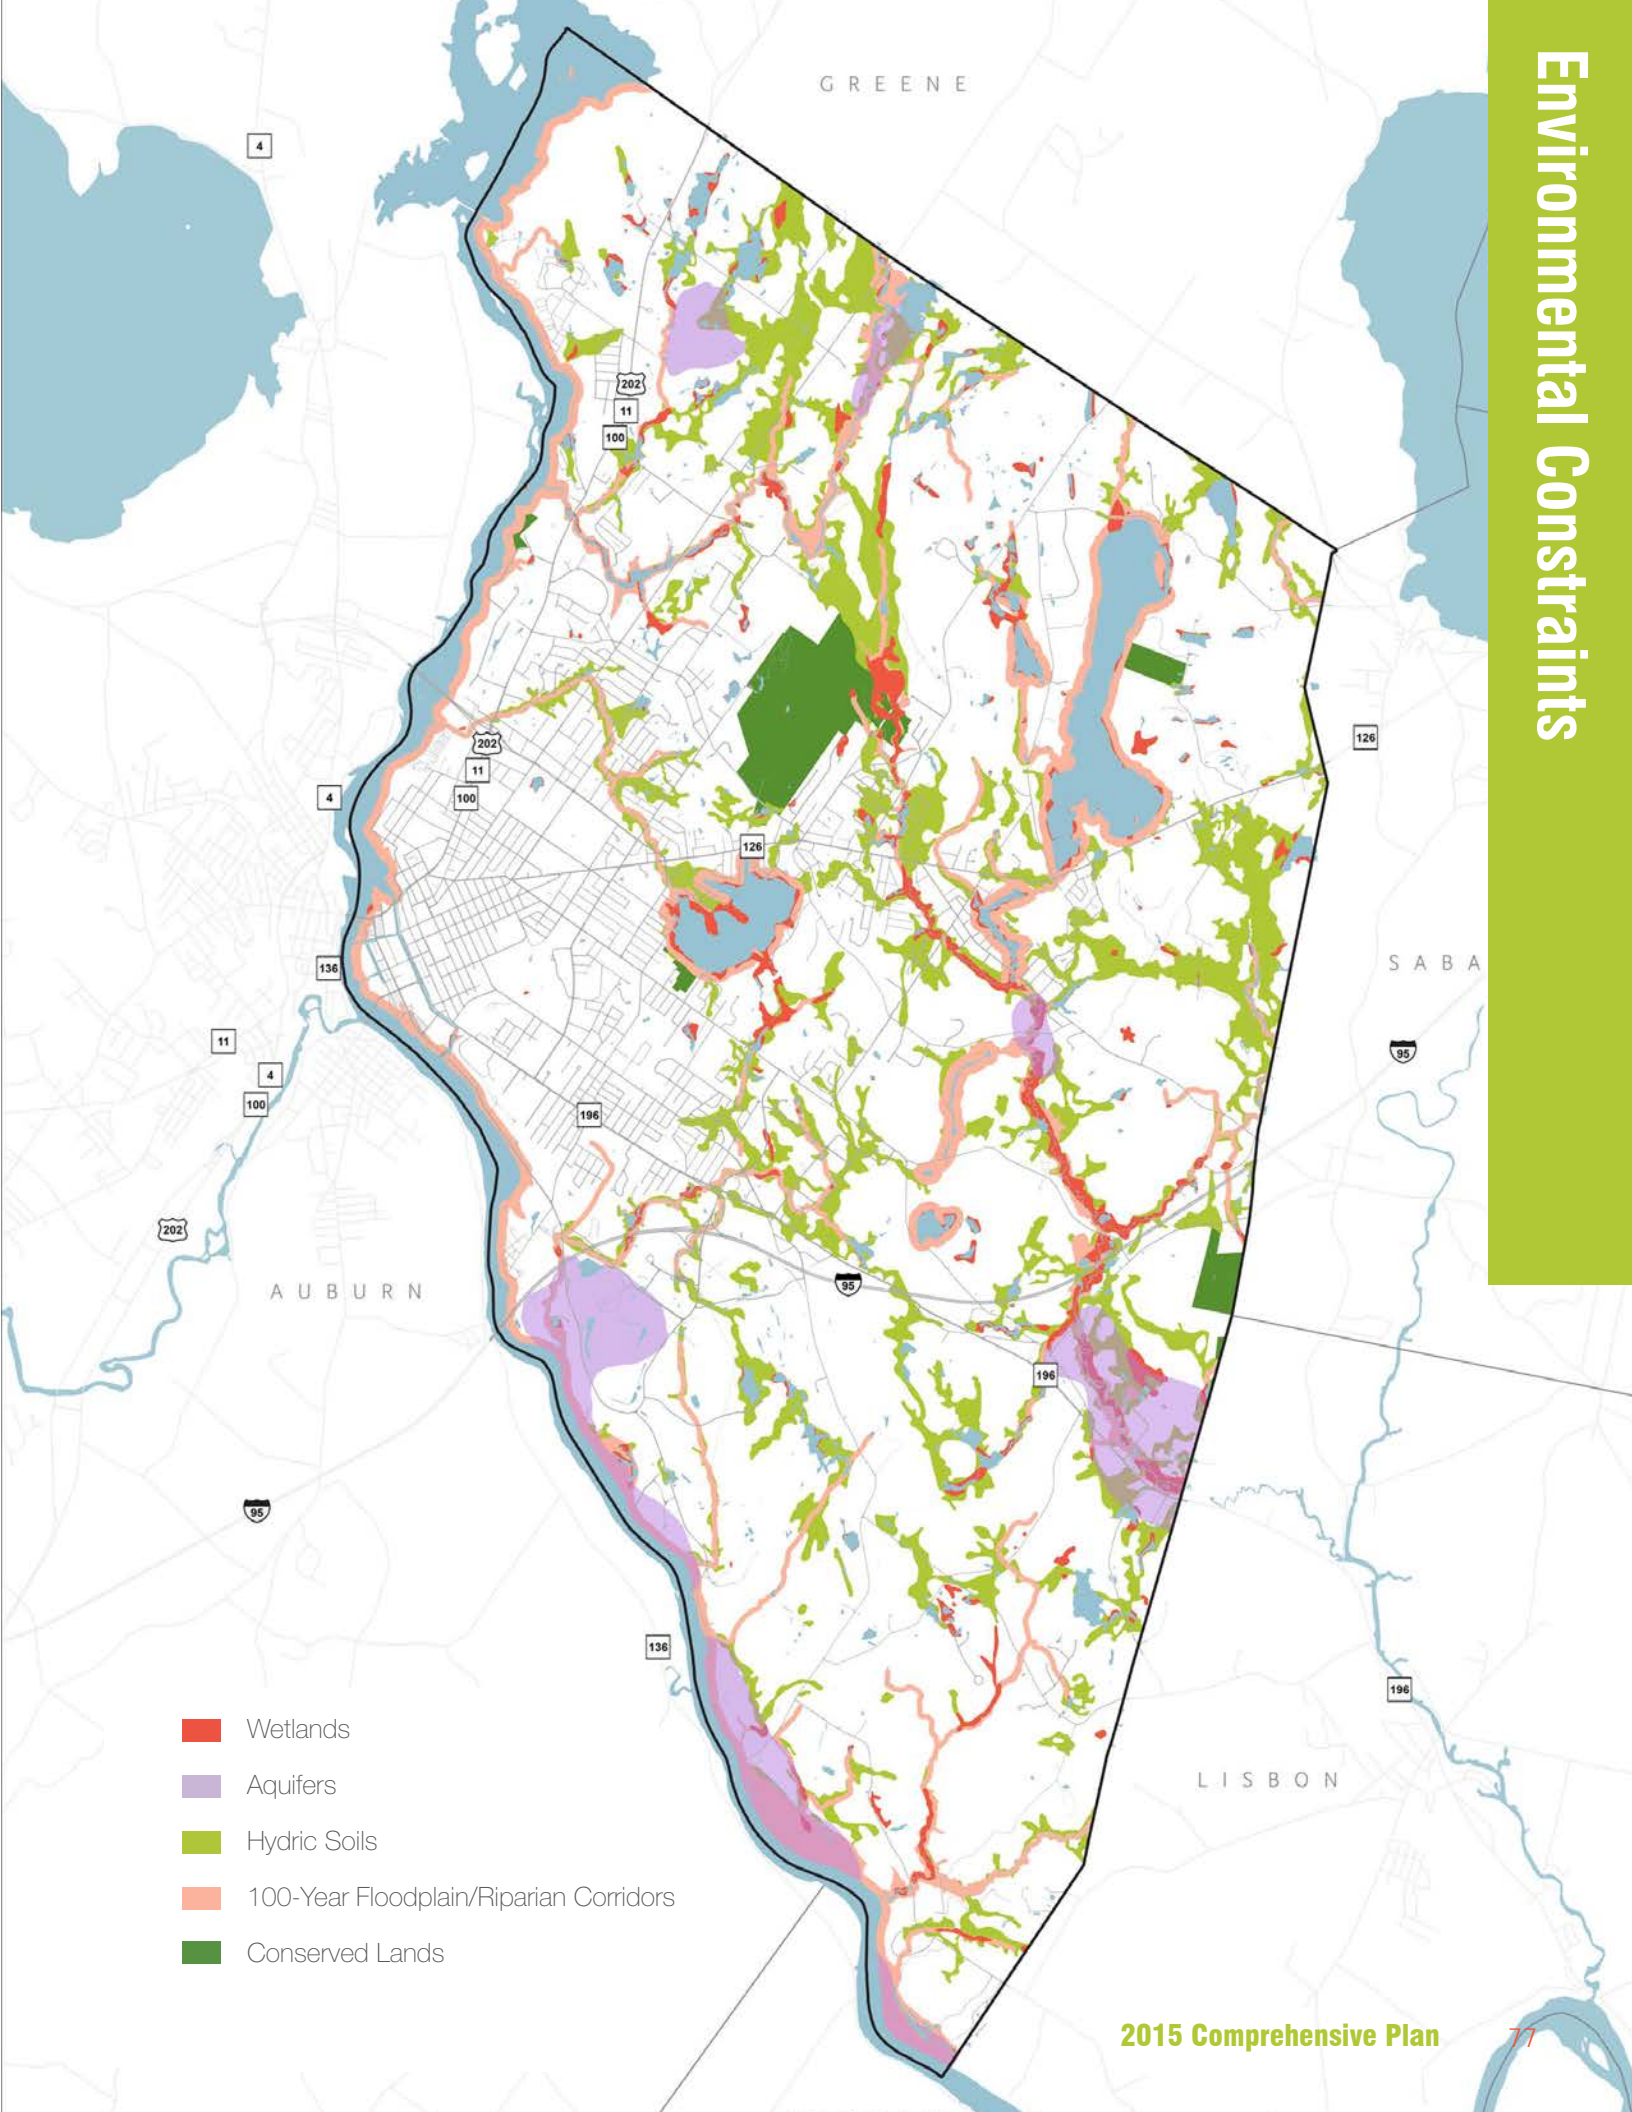 Environmental Constraints
GREENE
4
202
11
100
202
11
100
4
126
126
136
SABA
11
4
100
95
196
202
AUBURN
95
196
95
136
196
LISBON
Wetlands
Aquifers
Hydric Soils
100-Year Floodplain/Riparian Corridors
Conserved Lands
2015 Comprehensive Plan 77